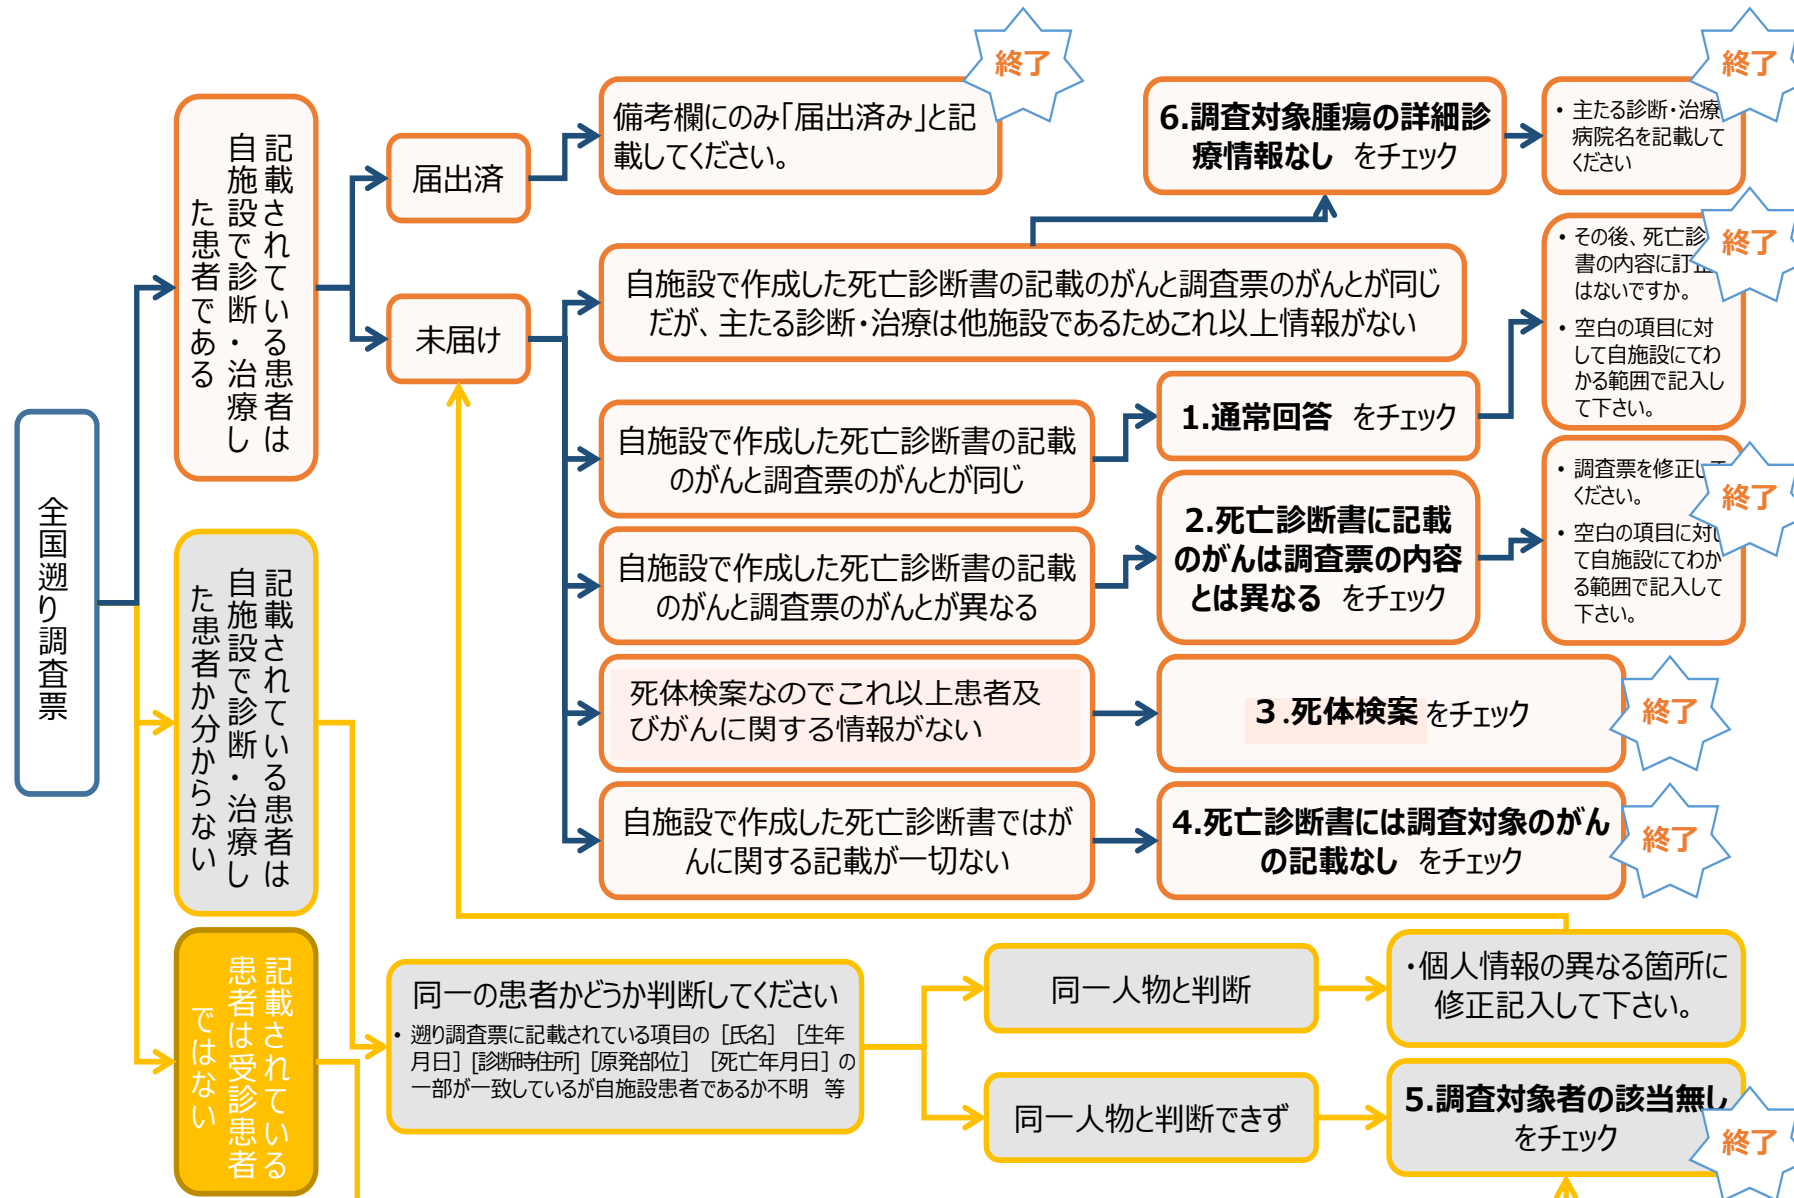 全国遡り調査票
記載されている患者は
自施設で診断・治療し
た患者である
届出済
備考欄にのみ「届出済み」と記
載してください。
終了
未届け
自施設で作成した死亡診断書の記載のがんと調査票のがんとが同じ
だが、主たる診断・治療は他施設であるためこれ以上情報がない
6.調査対象腫瘍の詳細診
療情報なし をチェック
・主たる診断・治療
病院名を記載して
ください
終了
自施設で作成した死亡診断書の記載
のがんと調査票のがんとが同じ
1.通常回答 をチェック
・その後、死亡診
書の内容に訂正
はないですか。
・空白の項目に対
して自施設にてわ
かる範囲で記入し
て下さい。
終了
自施設で作成した死亡診断書の記載
のがんと調査票のがんとが異なる
2.死亡診断書に記載
のがんは調査票の内容
とは異なる をチェック
・調査票を修正して
ください。
・空白の項目に対し
て自施設にてわか
る範囲で記入して
下さい。
終了
死体検案なのでこれ以上患者及
びがんに関する情報がない
3.死体検案 をチェック
終了
自施設で作成した死亡診断書ではが
んに関する記載が一切ない
4.死亡診断書には調査対象のがん
の記載なし をチェック
終了
記載されている患者は
自施設で診断・治療し
た患者か分からない
同一の患者かどうか判断してください
・遡り調査票に記載されている項目の [氏名] [生年
月日] [診断時住所] [原発部位] [死亡年月日] の
一部が一致しているが自施設患者であるか不明 等
同一人物と判断
・個人情報の異なる箇所に
修正記入して下さい。
同一人物と判断できず
5.調査対象者の該当無し
をチェック
終了
記載されている
患者は受診患者
ではない